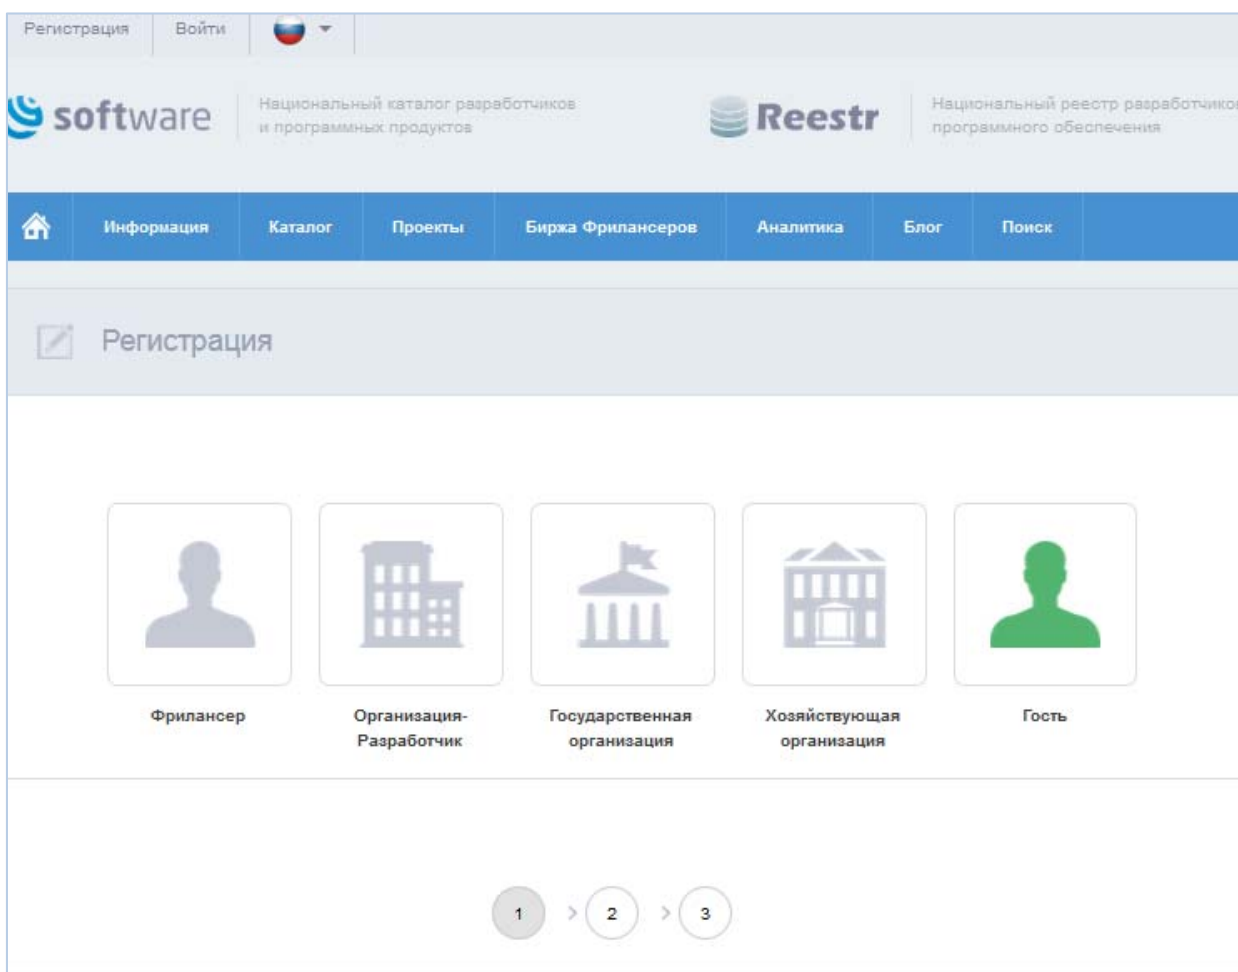 Регистрация
Войти
software
Национальный каталог разработчиков
и программных продуктов
Reestr
Национальный реестр разработчиков
программного обеспечения
Информация
Каталог
Проекты
Биржа Фрилансеров
Аналитика
Блог
Поиск
Регистрация
Фрилансер
Организация-
Разработчик
Государственная
организация
Хозяйствующая
организация
Гость
1 > 2 > 3